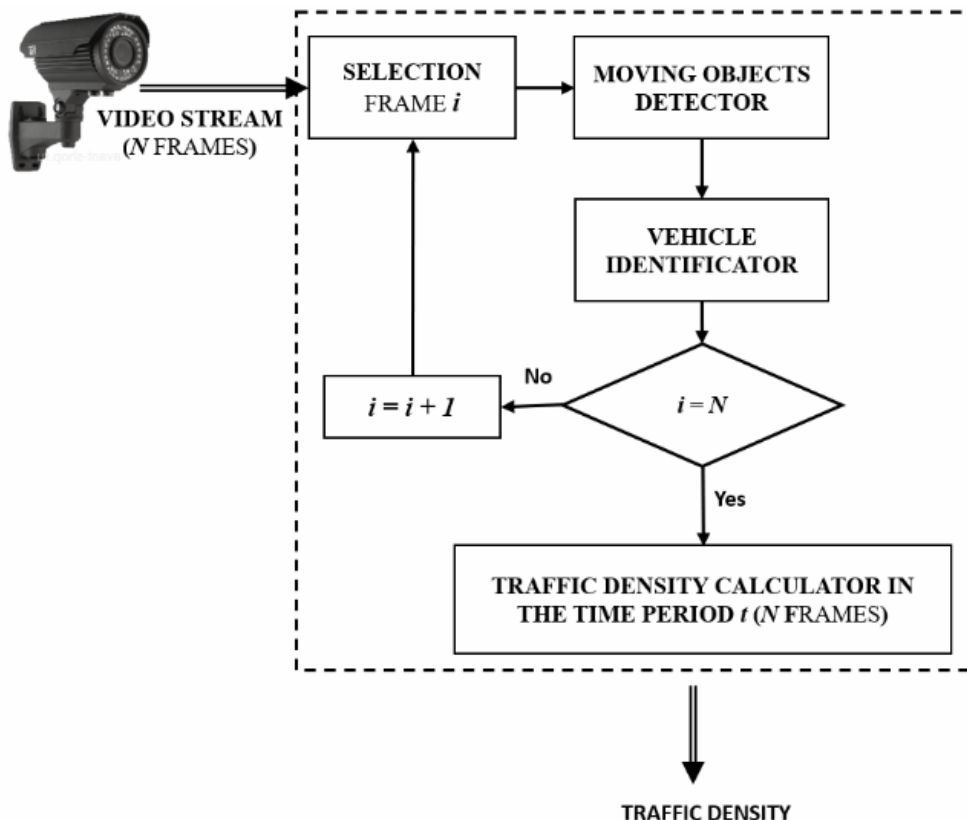 SELECTION
FRAME i
MOVING OBJECTS
DETECTOR
VIDEO STREAM
(N FRAMES)
VEHICLE
IDENTIFICATOR
No
i = i + 1
i = N
Yes
TRAFFIC DENSITY CALCULATOR IN
THE TIME PERIOD t (N FRAMES)
TRAFFIC DENSITY